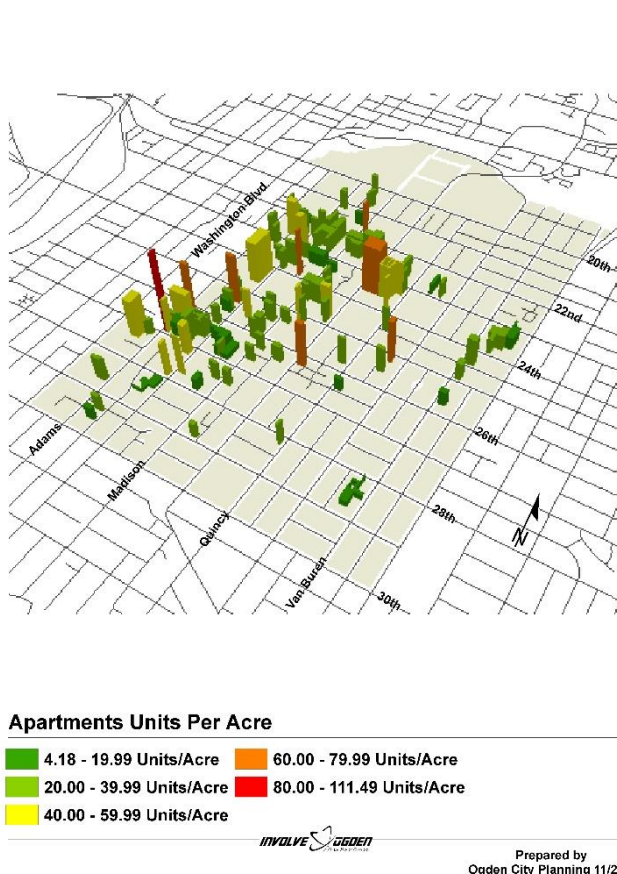 Washington Blvd
20th
22nd
24th
26th
28th
30th
Adams
Madison
Quincy
Van Buren
N
Apartments Units Per Acre
4.18 - 19.99 Units/Acre
60.00 - 79.99 Units/Acre
20.00 - 39.99 Units/Acre
80.00 - 111.49 Units/Acre
40.00 - 59.99 Units/Acre
INVOLVE OGDEN
Prepared by
Ogden City Planning 11/2